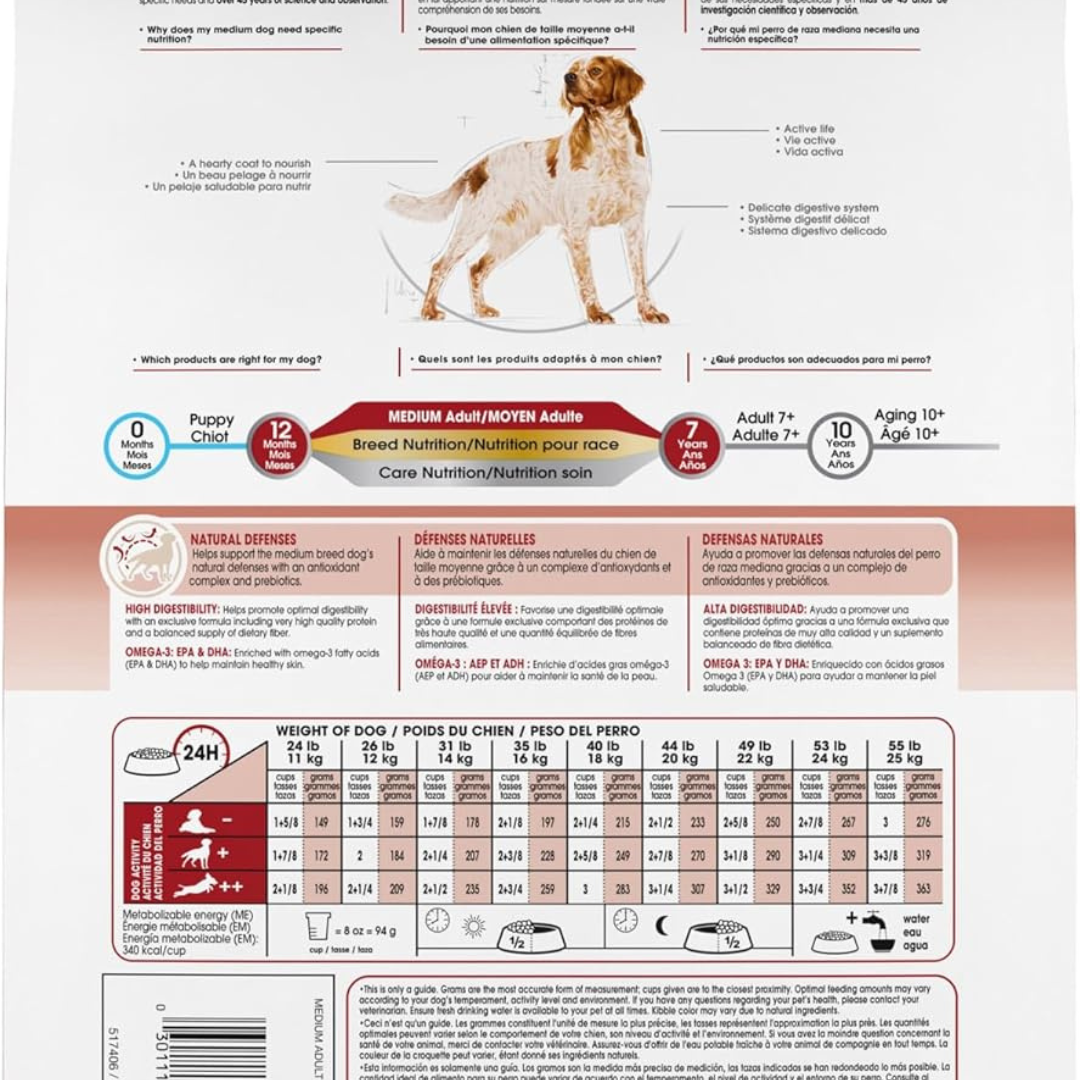 specific needs and over 45 years of science and observation.
compréhension de ses besoins.
investigación científica y observación.
• Why does my medium dog need specific
nutrition?
• Pourquoi mon chien de taille moyenne a-t-il
besoin d'une alimentation spécifique?
• ¿Por qué mi perro de raza mediana necesita una
nutrición específica?
• Active life
• Vie active
• Vida activa
• A hearty coat to nourish
• Un beau pelage à nourrir
• Un pelaje saludable para nutrir
• Delicate digestive system
• Système digestif délicat
• Sistema digestivo delicado
• Which products are right for my dog?
• Quels sont les produits adaptés à mon chien?
• ¿Qué productos son adecuados para mi perro?
0
Months
Mois
Meses
Puppy
Chiot
12
Months
Mois
Meses
MEDIUM Adult/MOYEN Adulte
Breed Nutrition/Nutrition pour race
Care Nutrition/Nutrition soin
7
Years
Ans
Años
Adult 7+
Adulte 7+
10
Years
Ans
Años
Aging 10+
Âgé 10+
NATURAL DEFENSES
Helps support the medium breed dog's
natural defenses with an antioxidant
complex and prebiotics.
HIGH DIGESTIBILITY: Helps promote optimal digestibility
with an exclusive formula including very high quality protein
and a balanced supply of dietary fiber.
OMEGA-3: EPA & DHA: Enriched with omega-3 fatty acids
(EPA & DHA) to help maintain healthy skin.
DÉFENSES NATURELLES
Aide à maintenir les défenses naturelles du chien de
taille moyenne grâce à un complexe d'antioxydants et
à des prébiotiques.
DIGESTIBILITÉ ÉLEVÉE : Favorise une digestibilité optimale
grâce à une formule exclusive comportant des protéines de
très haute qualité et une quantité équilibrée de fibres
alimentaires.
OMÉGA-3 : AEP ET ADH : Enrichie d'acides gras oméga-3
(AEP et ADH) pour aider à maintenir la santé de la peau.
DEFENSAS NATURALES
Ayuda a promover las defensas naturales del perro
de raza mediana gracias a un complejo de
antioxidantes y prebióticos.
ALTA DIGESTIBILIDAD: Ayuda a promover una
digestibilidad óptima gracias a una fórmula exclusiva que
contiene proteínas de muy alta calidad y un suplemento
balanceado de fibra dietética.
OMEGA 3: EPA Y DHA: Enriquecido con ácidos grasos
Omega 3 (EPA y DHA) para ayudar a mantener la piel
saludable.
24H
WEIGHT OF DOG / POIDS DU CHIEN / PESO DEL PERRO
24 lb 26 lb 31 lb 35 lb 40 lb 44 lb 49 lb 53 lb 55 lb
11 kg 12 kg 14 kg 16 kg 18 kg 20 kg 22 kg 24 kg 25 kg
cups grams cups grams cups grams cups grams cups grams cups grams cups grams cups grams cups grams
tasses grammes tasses grammes tasses grammes tasses grammes tasses grammes tasses grammes tasses grammes tasses grammes tasses grammes
tazas gramos tazas gramos tazas gramos tazas gramos tazas gramos tazas gramos tazas gramos tazas gramos tazas gramos
DOG ACTIVITY
ACTIVITÉ DU CHIEN
ACTIVIDAD DEL PERRO
- 1+5/8 149 1+3/4 159 1+7/8 178 2+1/8 197 2+1/4 215 2+1/2 233 2+5/8 250 2+7/8 267 3 276
+ 1+7/8 172 2 184 2+1/4 207 2+3/8 228 2+5/8 249 2+7/8 270 3+1/8 290 3+1/4 309 3+3/8 319
++ 2+1/8 196 2+1/4 209 2+1/2 235 2+3/4 259 3 283 3+1/4 307 3+1/2 329 3+3/4 352 3+7/8 363
Metabolizable energy (ME)
Énergie métabolisable (EM)
Energía metabolizable (EM):
340 kcal/cup
= 8 oz = 94 g
cup / tasse / taza
1/2
1/2
+
water
eau
agua
517406 /
0
30111
MEDIUM ADULT
•This is only a guide. Grams are the most accurate form of measurement; cups given are to the closest proximity. Optimal feeding amounts may vary
according to your dog's temperament, activity level and environment. If you have any questions regarding your pet's health, please contact your
veterinarian. Ensure fresh drinking water is available to your pet at all times. Kibble color may vary due to natural ingredients.
•Ceci n'est qu'un guide. Les grammes constituent l'unité de mesure la plus précise, les tasses représentent l'approximation la plus près. Les quantités
optimales peuvent varier selon le comportement de votre chien, son niveau d'activité et l'environnement. Si vous avez la moindre question concernant la
santé de votre animal, merci de contacter votre vétérinaire. Assurez-vous d'offrir de l'eau potable fraîche à votre animal de compagnie en tout temps. La
couleur de la croquette peut varier, étant donné ses ingrédients naturels.
•Esta información es solamente una guía. Los gramos son la medida más precisa de medición, las tazas indicadas se han redondeado lo más posible. La
cantidad ideal de alimento para su perro puede variar de acuerdo con el temperamento, el nivel de actividad y el entorno de su perro. Consulte al